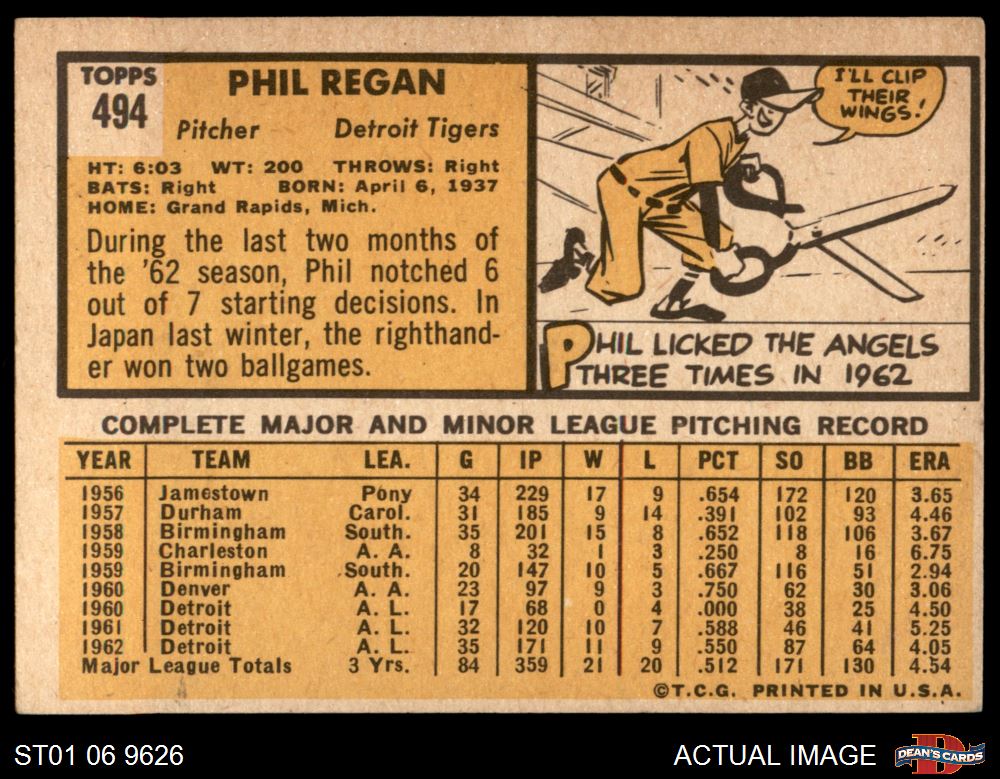 TOPPS
494
PHIL REGAN
Pitcher Detroit Tigers
HT: 6:03 WT: 200 THROWS: Right
BATS: Right BORN: April 6, 1937
HOME: Grand Rapids, Mich.
During the last two months of
the '62 season, Phil notched 6
out of 7 starting decisions. In
Japan last winter, the righthand-
er won two ballgames.
I'LL CLIP
THEIR
WINGS!
PHIL LICKED THE ANGELS
THREE TIMES IN 1962
COMPLETE MAJOR AND MINOR LEAGUE PITCHING RECORD
YEAR TEAM LEA. G IP W L PCT SO BB ERA
1956 Jamestown Pony 34 229 17 9 .654 172 120 3.65
1957 Durham Carol. 31 185 9 14 .391 102 93 4.46
1958 Birmingham South. 35 201 15 8 .652 118 106 3.67
1959 Charleston A. A. 8 32 1 3 .250 8 16 6.75
1959 Birmingham South. 20 147 10 5 .667 116 51 2.94
1960 Denver A. A. 23 97 9 3 .750 62 30 3.06
1960 Detroit A. L. 17 68 0 4 .000 38 25 4.50
1961 Detroit A. L. 32 120 10 7 .588 46 41 5.25
1962 Detroit A. L. 35 171 11 9 .550 87 64 4.05
Major League Totals 3 Yrs. 84 359 21 20 .512 171 130 4.54
©T.C.G. PRINTED IN U.S.A.
ST01 06 9626
ACTUAL IMAGE
D
DEAN'S CARDS